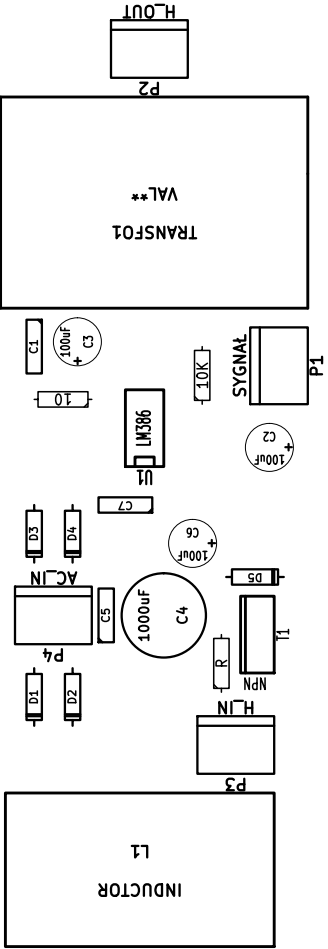 H_OUT
P2
VAL**
TRANSFO1
C1
100uF
+
C3
SYGNAŁ
P1
10K
10
LM386
U1
C2
100uF
+
C7
C6
100uF
+
D3
D4
AC_IN
P4
D5
C5
1000uF
C4
T1
NPN
R
D1
D2
H_IN
P3
L1
INDUCTOR